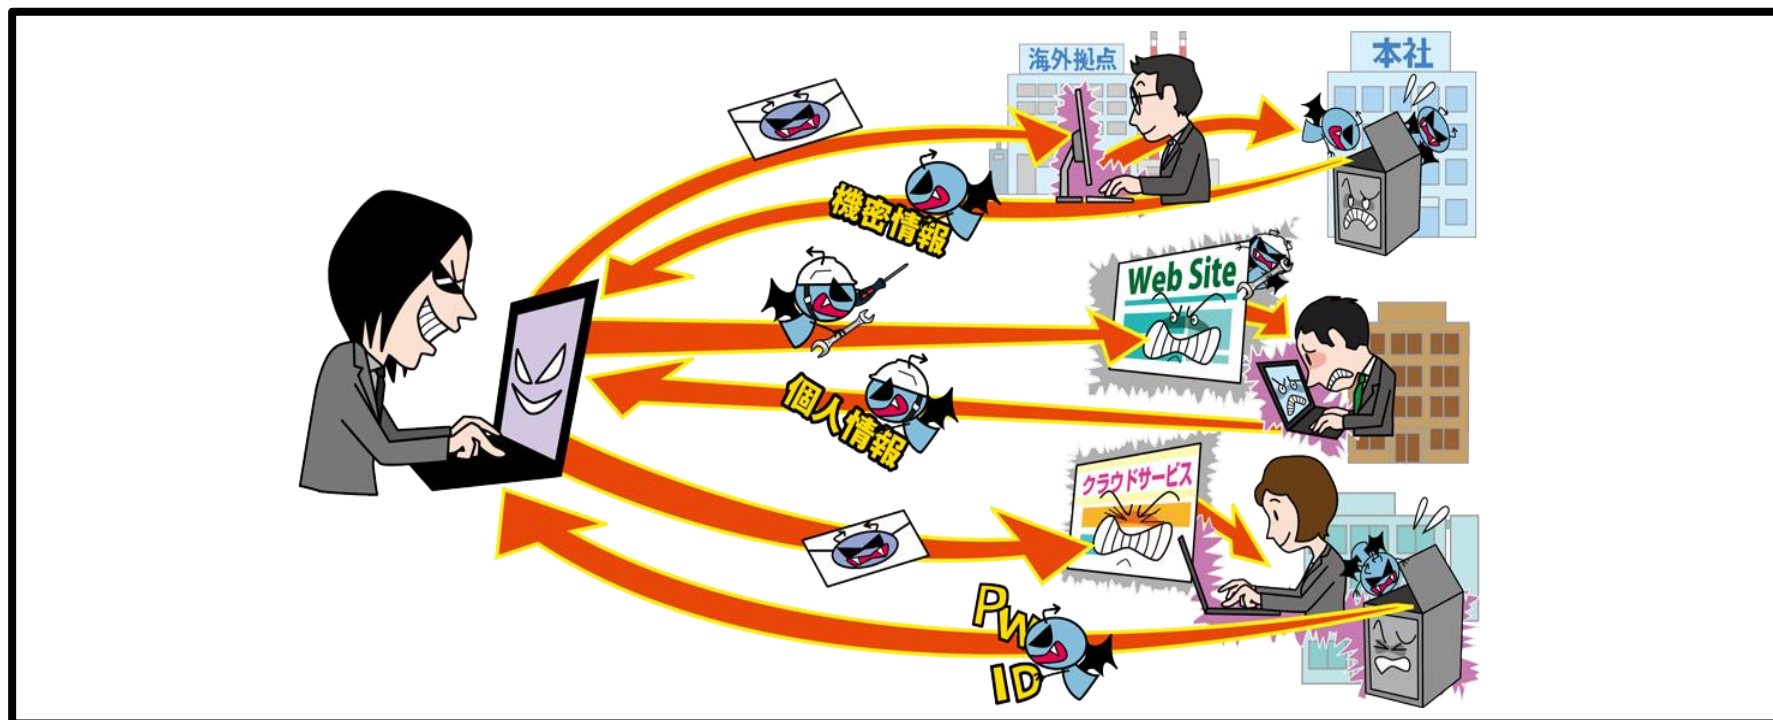 海外拠点
本社
機密情報
Web Site
個人情報
クラウドサービス
PW
ID